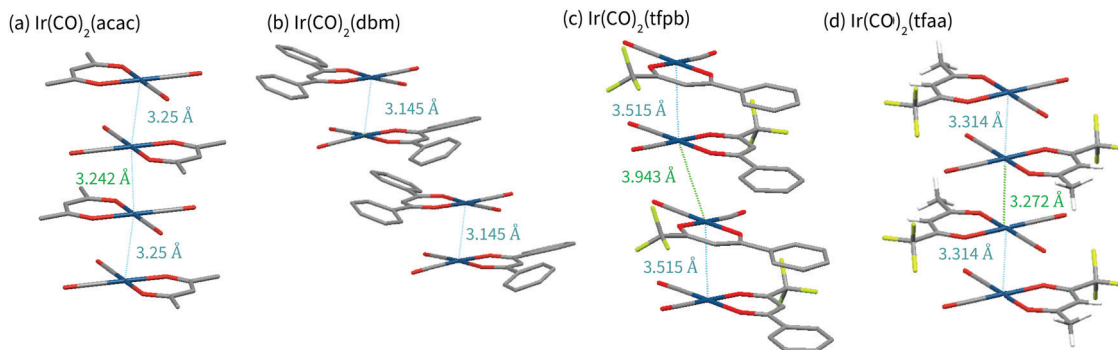 (a) Ir(CO)₂(acac)
(b) Ir(CO)₂(dbm)
(c) Ir(CO)₂(tfpb)
(d) Ir(CO)₂(tfaa)
3.25 Å
3.242 Å
3.25 Å
3.145 Å
3.145 Å
3.515 Å
3.943 Å
3.515 Å
3.314 Å
3.272 Å
3.314 Å